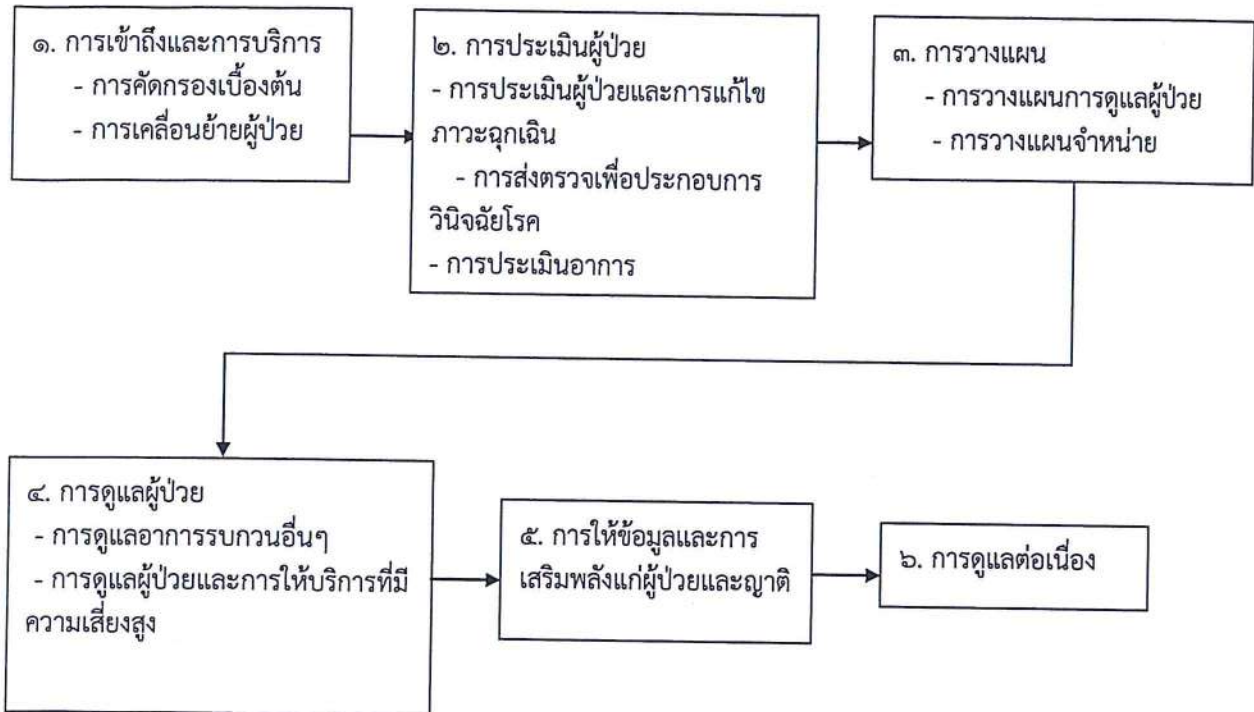 ๑. การเข้าถึงและการบริการ
- การคัดกรองเบื้องต้น
- การเคลื่อนย้ายผู้ป่วย
๒. การประเมินผู้ป่วย
- การประเมินผู้ป่วยและการแก้ไข
ภาวะฉุกเฉิน
- การส่งตรวจเพื่อประกอบการ
วินิจฉัยโรค
- การประเมินอาการ
๓. การวางแผน
- การวางแผนการดูแลผู้ป่วย
- การวางแผนจำหน่าย
๔. การดูแลผู้ป่วย
- การดูแลอาการรบกวนอื่นๆ
- การดูแลผู้ป่วยและการให้บริการที่มี
ความเสี่ยงสูง
๕. การให้ข้อมูลและการ
เสริมพลังแก่ผู้ป่วยและญาติ
๖. การดูแลต่อเนื่อง